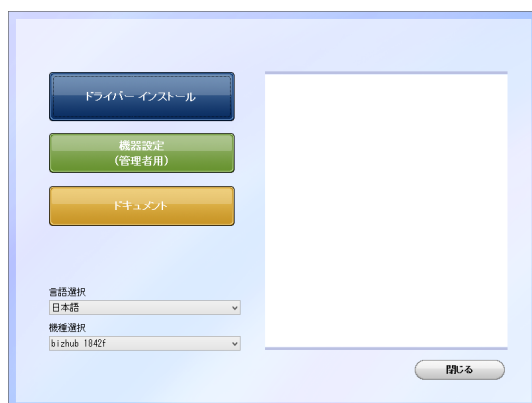 ドライバー インストール
機器設定
(管理者用)
ドキュメント
言語選択
日本語
機種選択
bizhub 1842f
閉じる